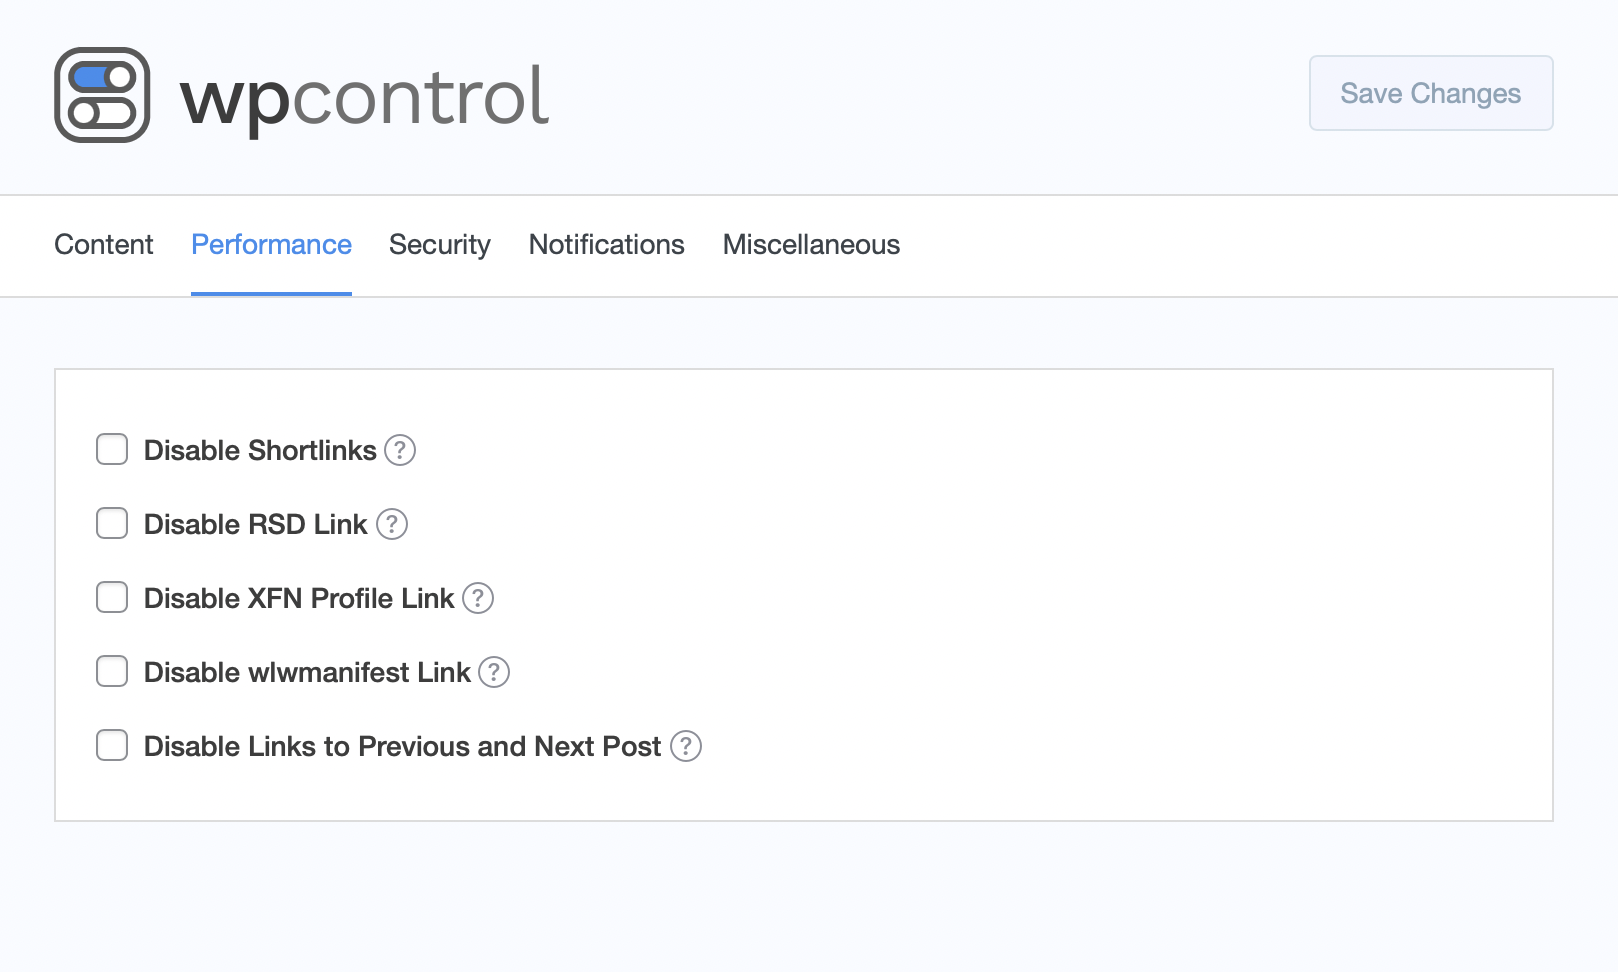 wpcontrol
Save Changes
Content Performance Security Notifications Miscellaneous
Disable Shortlinks ?
Disable RSD Link ?
Disable XFN Profile Link ?
Disable wlwmanifest Link ?
Disable Links to Previous and Next Post ?